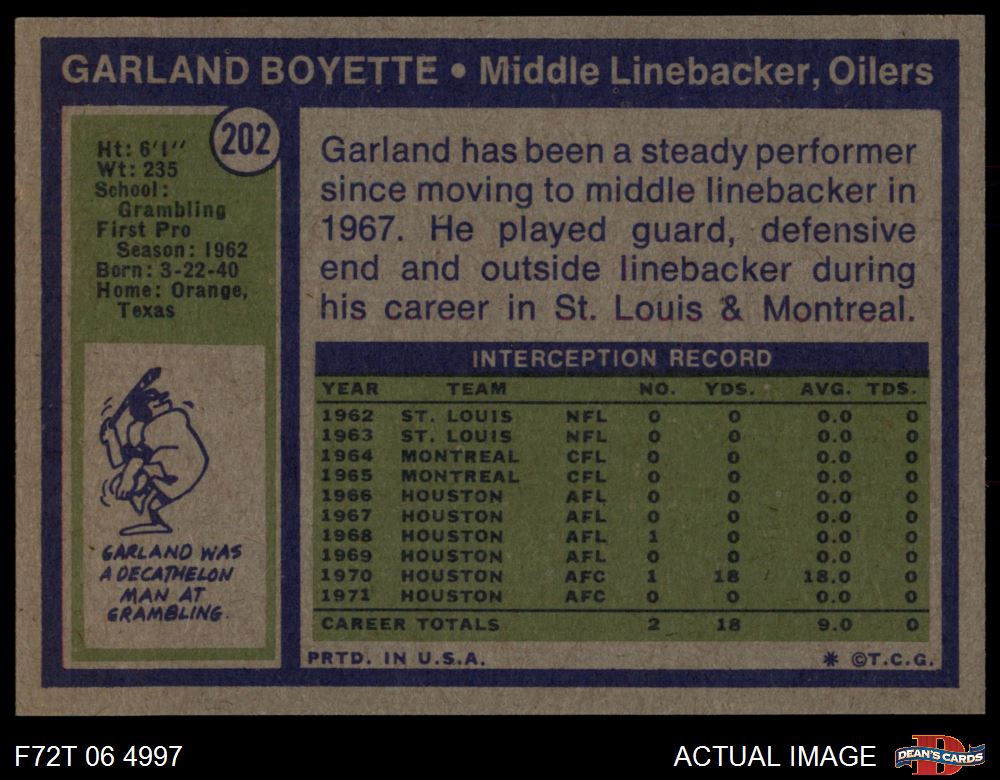 GARLAND BOYETTE • Middle Linebacker, Oilers
202
Ht: 6'1''
Wt: 235
School:
Grambling
First Pro
Season: 1962
Born: 3-22-40
Home: Orange,
Texas
GARLAND WAS
A DECATHELON
MAN AT
GRAMBLING.
Garland has been a steady performer
since moving to middle linebacker in
1967. He played guard, defensive
end and outside linebacker during
his career in St. Louis & Montreal.
INTERCEPTION RECORD
YEAR TEAM NO. YDS. AVG. TDS.
1962 ST. LOUIS NFL 0 0 0.0 0
1963 ST. LOUIS NFL 0 0 0.0 0
1964 MONTREAL CFL 0 0 0.0 0
1965 MONTREAL CFL 0 0 0.0 0
1966 HOUSTON AFL 0 0 0.0 0
1967 HOUSTON AFL 0 0 0.0 0
1968 HOUSTON AFL 1 0 0.0 0
1969 HOUSTON AFL 0 0 0.0 0
1970 HOUSTON AFC 1 18 18.0 0
1971 HOUSTON AFC 0 0 0.0 0
CAREER TOTALS 2 18 9.0 0
PRTD. IN U.S.A. * ©T.C.G.
F72T 06 4997 ACTUAL IMAGE
D
DEAN'S CARDS